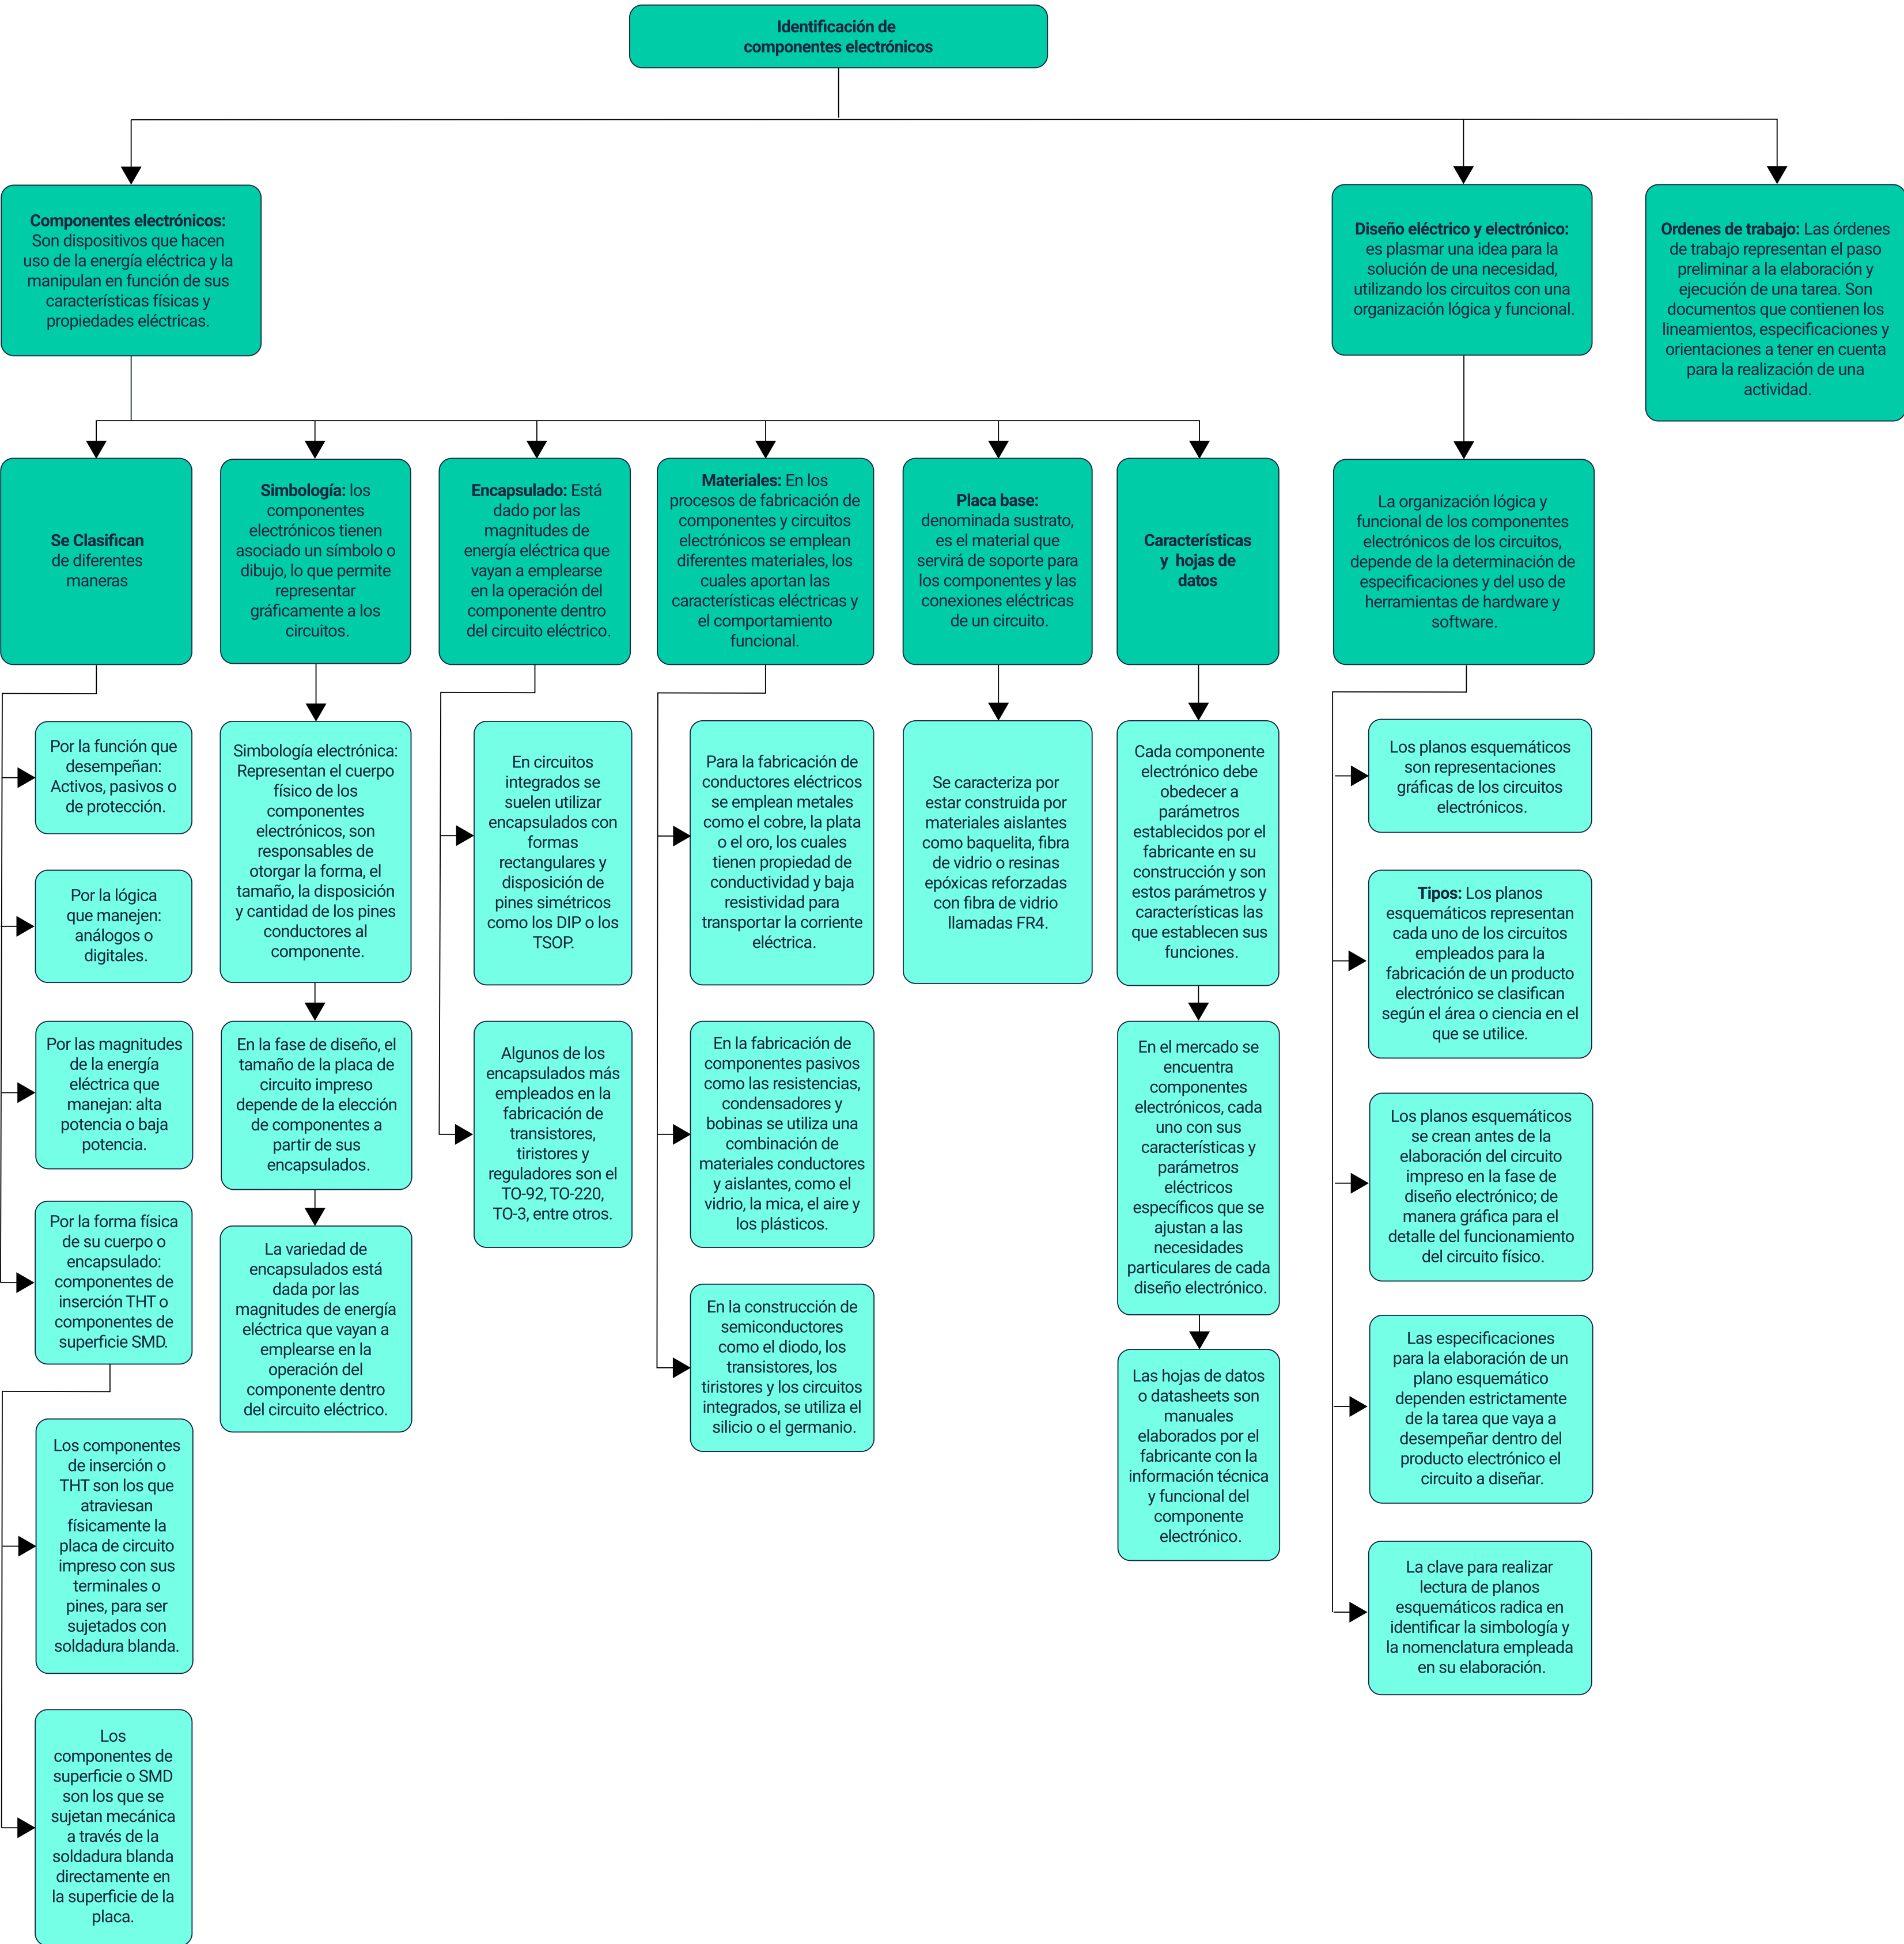 Identificación de
componentes electrónicos
Componentes electrónicos:
Son dispositivos que hacen
uso de la energía eléctrica y la
manipulan en función de sus
características físicas y
propiedades eléctricas.
Diseño eléctrico y electrónico:
es plasmar una idea para la
solución de una necesidad,
utilizando los circuitos con una
organización lógica y funcional.
Ordenes de trabajo: Las órdenes
de trabajo representan el paso
preliminar a la elaboración y
ejecución de una tarea. Son
documentos que contienen los
lineamientos, especificaciones y
orientaciones a tener en cuenta
para la realización de una
actividad.
Se Clasifican
de diferentes
maneras
Simbología: los
componentes
electrónicos tienen
asociado un símbolo o
dibujo, lo que permite
representar
gráficamente a los
circuitos.
Encapsulado: Está
dado por las
magnitudes de
energía eléctrica que
vayan a emplearse
en la operación del
componente dentro
del circuito eléctrico.
Materiales: En los
procesos de fabricación de
componentes y circuitos
electrónicos se emplean
diferentes materiales, los
cuales aportan las
características eléctricas y
el comportamiento
funcional.
Placa base:
denominada sustrato,
es el material que
servirá de soporte para
los componentes y las
conexiones eléctricas
de un circuito.
Características
y hojas de
datos
La organización lógica y
funcional de los componentes
electrónicos de los circuitos,
depende de la determinación de
especificaciones y del uso de
herramientas de hardware y
software.
Por la función que
desempeñan:
Activos, pasivos o
de protección.
Por la lógica
que manejen:
análogos o
digitales.
Por las magnitudes
de la energía
eléctrica que
manejan: alta
potencia o baja
potencia.
Por la forma física
de su cuerpo o
encapsulado:
componentes de
inserción THT o
componentes de
superficie SMD.
Los componentes
de inserción o
THT son los que
atraviesan
físicamente la
placa de circuito
impreso con sus
terminales o
pines, para ser
sujetados con
soldadura blanda.
Los
componentes de
superficie o SMD
son los que se
sujetan mecánica
a través de la
soldadura blanda
directamente en
la superficie de la
placa.
Simbología electrónica:
Representan el cuerpo
físico de los
componentes
electrónicos, son
responsables de
otorgar la forma, el
tamaño, la disposición
y cantidad de los pines
conductores al
componente.
En la fase de diseño, el
tamaño de la placa de
circuito impreso
depende de la elección
de componentes a
partir de sus
encapsulados.
La variedad de
encapsulados está
dada por las
magnitudes de energía
eléctrica que vayan a
emplearse en la
operación del
componente dentro
del circuito eléctrico.
En circuitos
integrados se
suelen utilizar
encapsulados con
formas
rectangulares y
disposición de
pines simétricos
como los DIP o los
TSOP.
Algunos de los
encapsulados más
empleados en la
fabricación de
transistores,
tiristores y
reguladores son el
TO-92, TO-220,
TO-3, entre otros.
Para la fabricación de
conductores eléctricos
se emplean metales
como el cobre, la plata
o el oro, los cuales
tienen propiedad de
conductividad y baja
resistividad para
transportar la corriente
eléctrica.
En la fabricación de
componentes pasivos
como las resistencias,
condensadores y
bobinas se utiliza una
combinación de
materiales conductores
y aislantes, como el
vidrio, la mica, el aire y
los plásticos.
En la construcción de
semiconductores
como el diodo, los
transistores, los
tiristores y los circuitos
integrados, se utiliza el
silicio o el germanio.
Se caracteriza por
estar construida por
materiales aislantes
como baquelita, fibra
de vidrio o resinas
epóxicas reforzadas
con fibra de vidrio
llamadas FR4.
Cada componente
electrónico debe
obedecer a
parámetros
establecidos por el
fabricante en su
construcción y son
estos parámetros y
características las
que establecen sus
funciones.
En el mercado se
encuentra
componentes
electrónicos, cada
uno con sus
características y
parámetros
eléctricos
específicos que se
ajustan a las
necesidades
particulares de cada
diseño electrónico.
Las hojas de datos
o datasheets son
manuales
elaborados por el
fabricante con la
información técnica
y funcional del
componente
electrónico.
Los planos esquemáticos
son representaciones
gráficas de los circuitos
electrónicos.
Tipos: Los planos
esquemáticos representan
cada uno de los circuitos
empleados para la
fabricación de un producto
electrónico se clasifican
según el área o ciencia en el
que se utilice.
Los planos esquemáticos
se crean antes de la
elaboración del circuito
impreso en la fase de
diseño electrónico; de
manera gráfica para el
detalle del funcionamiento
del circuito físico.
Las especificaciones
para la elaboración de un
plano esquemático
dependen estrictamente
de la tarea que vaya a
desempeñar dentro del
producto electrónico el
circuito a diseñar.
La clave para realizar
lectura de planos
esquemáticos radica en
identificar la simbología y
la nomenclatura empleada
en su elaboración.